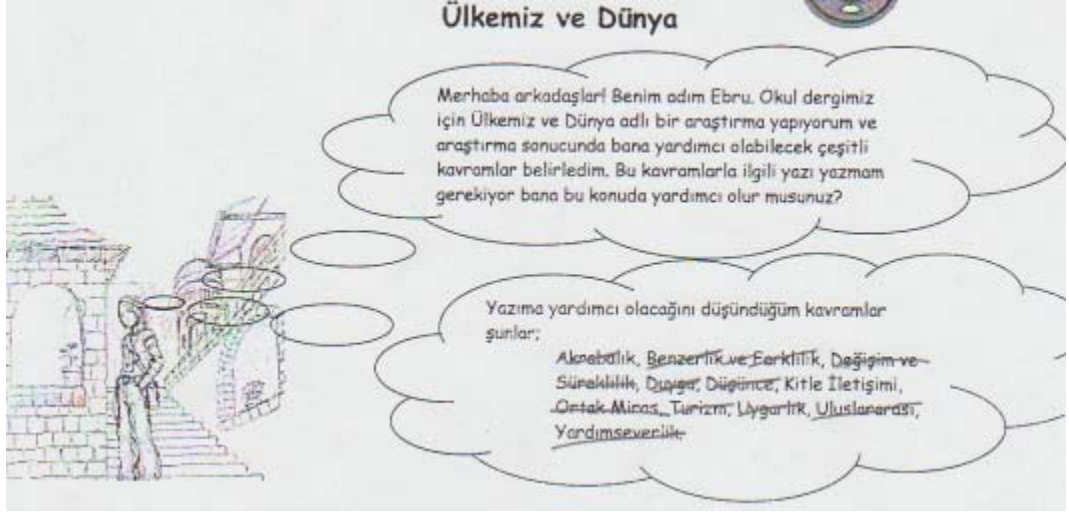 Ülkemiz ve Dünya
Merhaba arkadaşlar! Benim adım Ebru. Okul dergimiz
için Ülkemiz ve Dünya adlı bir araştırma yapıyorum ve
araştırma sonucunda bana yardımcı olabilecek çeşitli
kavramlar belirledim. Bu kavramlarla ilgili yazı yazmam
gerekiyor bana bu konuda yardımcı olur musunuz?
Yazıma yardımcı olacağını düşündüğüm kavramlar
şunlar;
Akrabalık, Benzerlik ve Farklılık, Değişim ve
Süreklilik, Duygu, Düşünce, Kitle İletişimi,
Ortak Miras, Turizm, Uygarlık, Uluslararası,
Yardımseverlik